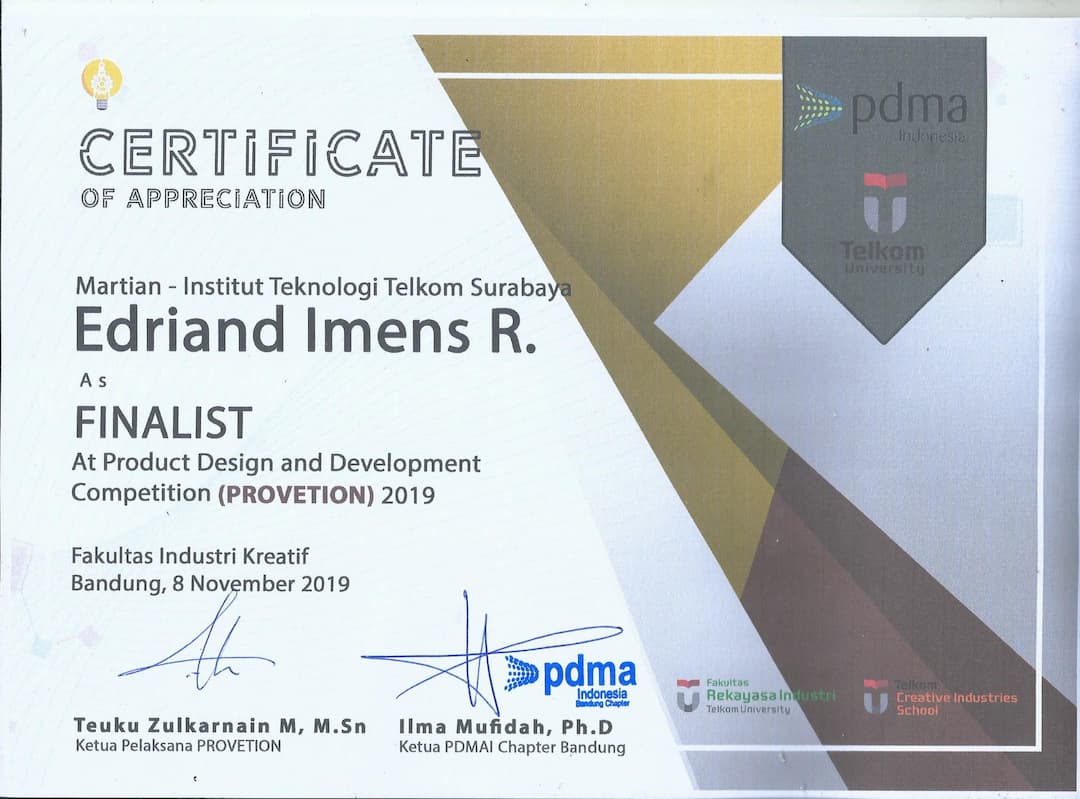 CERTiFiCATE
OF APPRECiATiON
Martian - Institut Teknologi Telkom Surabaya
Edriand Imens R.
As
FINALIST
At Product Design and Development
Competition (PROVETION) 2019
Fakultas Industri Kreatif
Bandung, 8 November 2019
Teuku Zulkarnain M, M.Sn
Ketua Pelaksana PROVETION
pdma
Indonesia
Bandung Chapter
Ilma Mufidah, Ph.D
Ketua PDMAI Chapter Bandung
pdma
Indonesia
Telkom
University
Fakultas
Rekayasa Industri
Telkom University
Telkom
Creative Industries
School